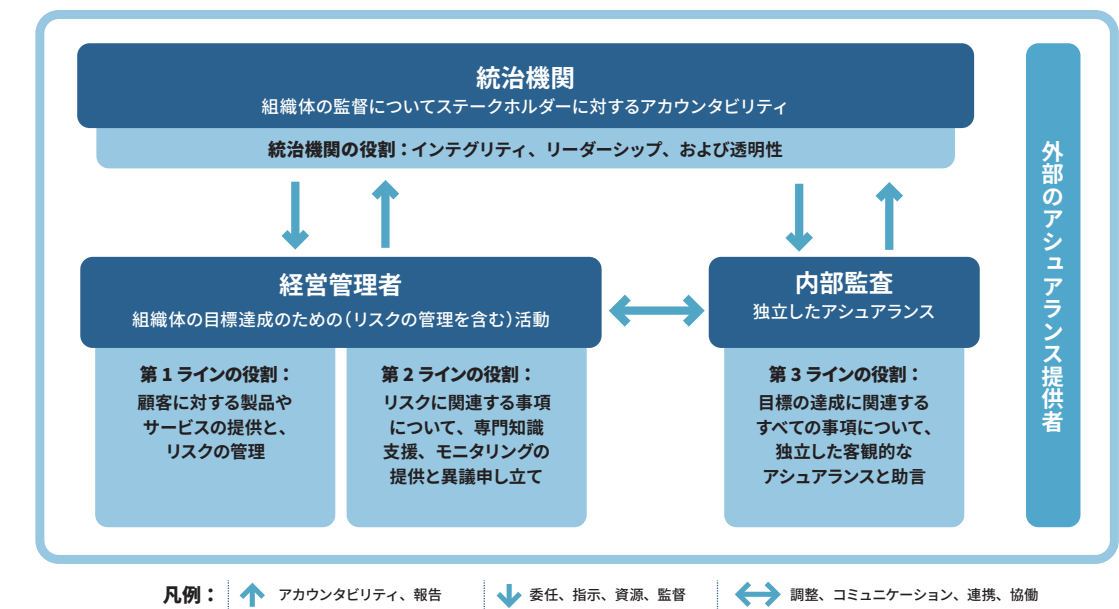 統治機関
組織体の監督についてステークホルダーに対するアカウンタビリティ
統治機関の役割：インテグリティ、リーダーシップ、および透明性
経営管理者
組織体の目標達成のための（リスクの管理を含む）活動
第1ラインの役割：
顧客に対する製品や
サービスの提供と、
リスクの管理
第2ラインの役割：
リスクに関連する事項
について、専門知識
支援、モニタリングの
提供と異議申し立て
内部監査
独立したアシュアランス
第3ラインの役割：
目標の達成に関連する
すべての事項について、
独立した客観的な
アシュアランスと助言
外部のアシュアランス提供者
凡例：
アカウンタビリティ、報告
委任、指示、資源、監督
調整、コミュニケーション、連携、協働